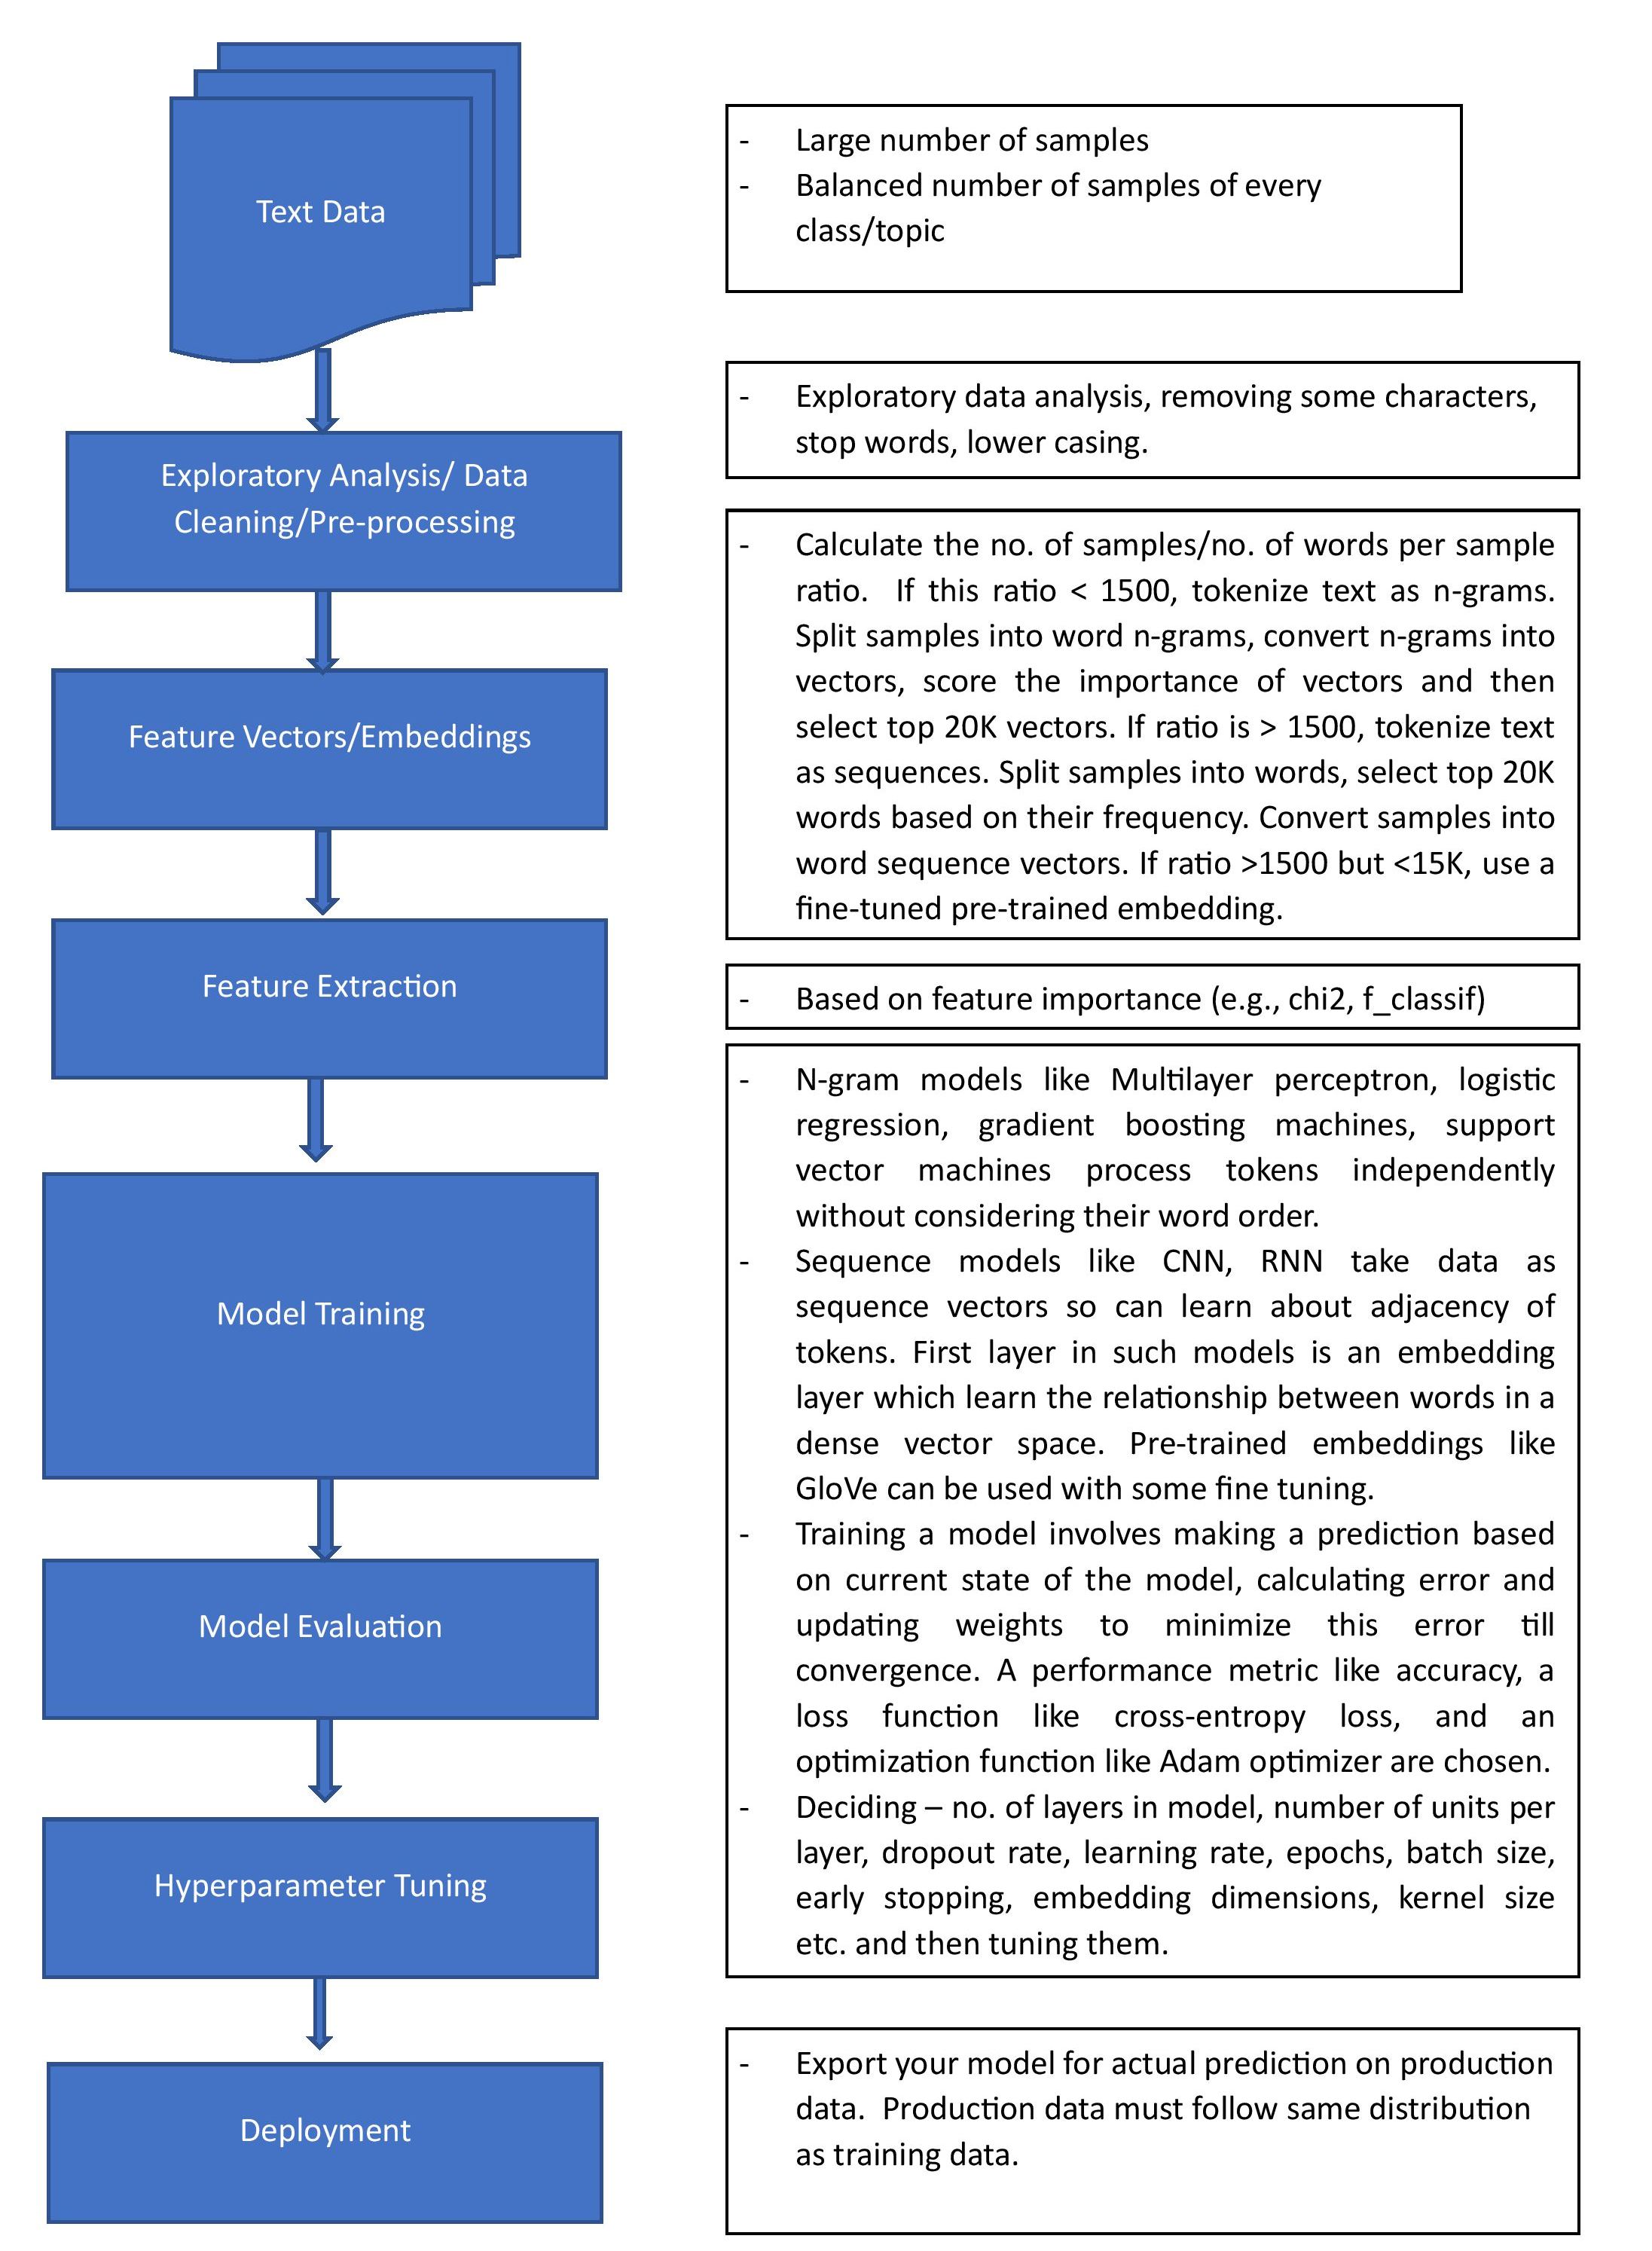 Text Data
- Large number of samples
- Balanced number of samples of every
class/topic
Exploratory Analysis/ Data
Cleaning/Pre-processing
- Exploratory data analysis, removing some characters,
stop words, lower casing.
Feature Vectors/Embeddings
- Calculate the no. of samples/no. of words per sample
ratio.  If this ratio < 1500, tokenize text as n-grams.
Split samples into word n-grams, convert n-grams into
vectors, score the importance of vectors and then
select top 20K vectors. If ratio is > 1500, tokenize text
as sequences. Split samples into words, select top 20K
words based on their frequency. Convert samples into
word sequence vectors. If ratio >1500 but <15K, use a
fine-tuned pre-trained embedding.
Feature Extraction
- Based on feature importance (e.g., chi2, f_classif)
Model Training
- N-gram models like Multilayer perceptron, logistic
regression, gradient boosting machines, support
vector machines process tokens independently
without considering their word order.
- Sequence models like CNN, RNN take data as
sequence vectors so can learn about adjacency of
tokens. First layer in such models is an embedding
layer which learn the relationship between words in a
dense vector space. Pre-trained embeddings like
GloVe can be used with some fine tuning.
- Training a model involves making a prediction based
on current state of the model, calculating error and
updating weights to minimize this error till
convergence. A performance metric like accuracy, a
loss function like cross-entropy loss, and an
optimization function like Adam optimizer are chosen.
- Deciding – no. of layers in model, number of units per
layer, dropout rate, learning rate, epochs, batch size,
early stopping, embedding dimensions, kernel size
etc. and then tuning them.
Model Evaluation
Hyperparameter Tuning
Deployment
- Export your model for actual prediction on production
data.  Production data must follow same distribution
as training data.